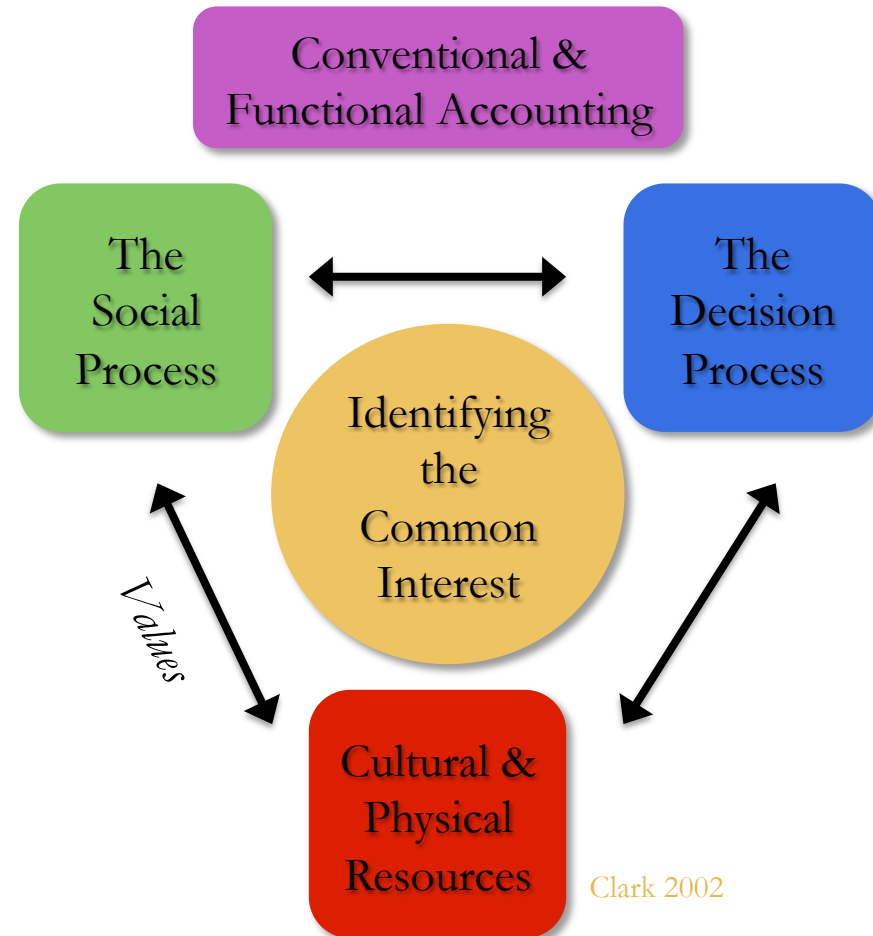 Conventional &
Functional Accounting
The
Social
Process
The
Decision
Process
Identifying
the
Common
Interest
Values
Cultural &
Physical
Resources
Clark 2002